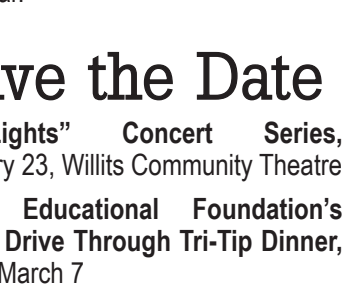 ve the Date
ights” Concert Series,
ry 23, Willits Community Theatre
Educational Foundation’s
Drive Through Tri-Tip Dinner,
March 7